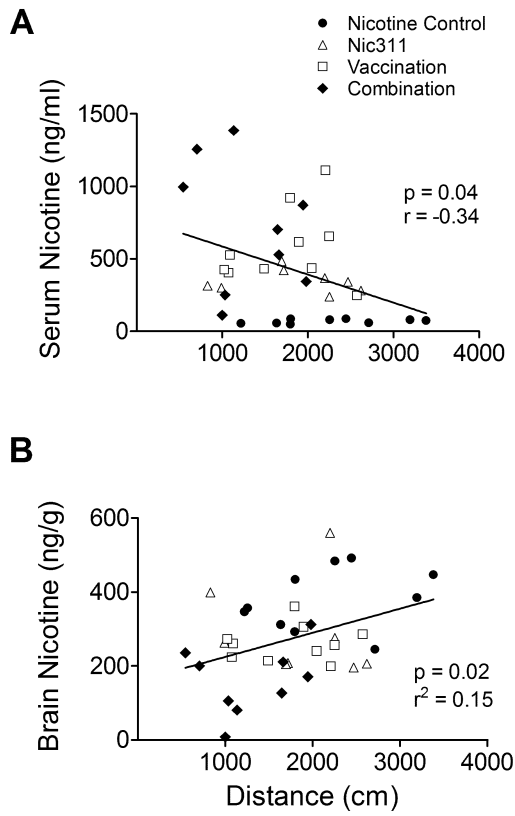 A
Nicotine Control
Nic311
Vaccination
Combination
Serum Nicotine (ng/ml)
1500
1000
500
0
p = 0.04
r = -0.34
1000 2000 3000 4000
B
Brain Nicotine (ng/g)
600
400
200
0
p = 0.02
r² = 0.15
1000 2000 3000 4000
Distance (cm)